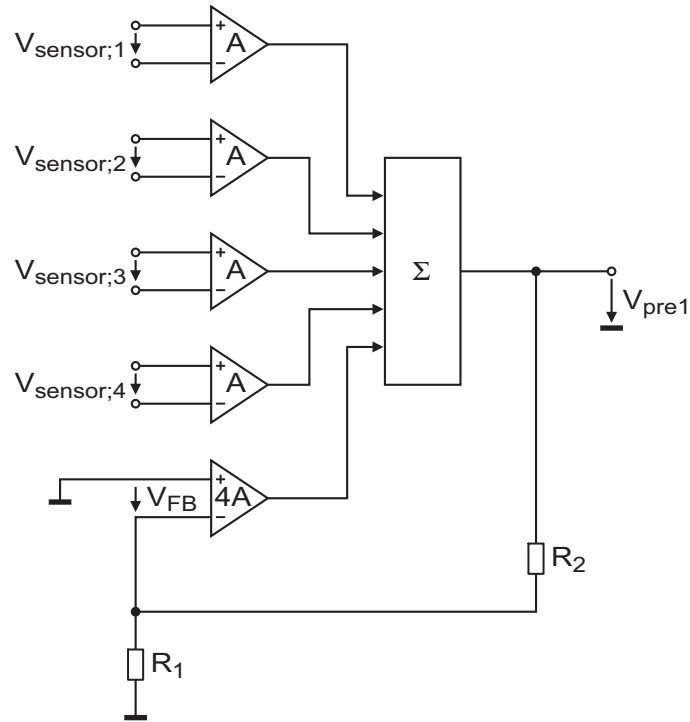 V_sensor;1
+
A
−
V_sensor;2
+
A
−
V_sensor;3
+
A
−
Σ
V_pre1
V_sensor;4
+
A
−
V_FB
+
4A
−
R_2
R_1